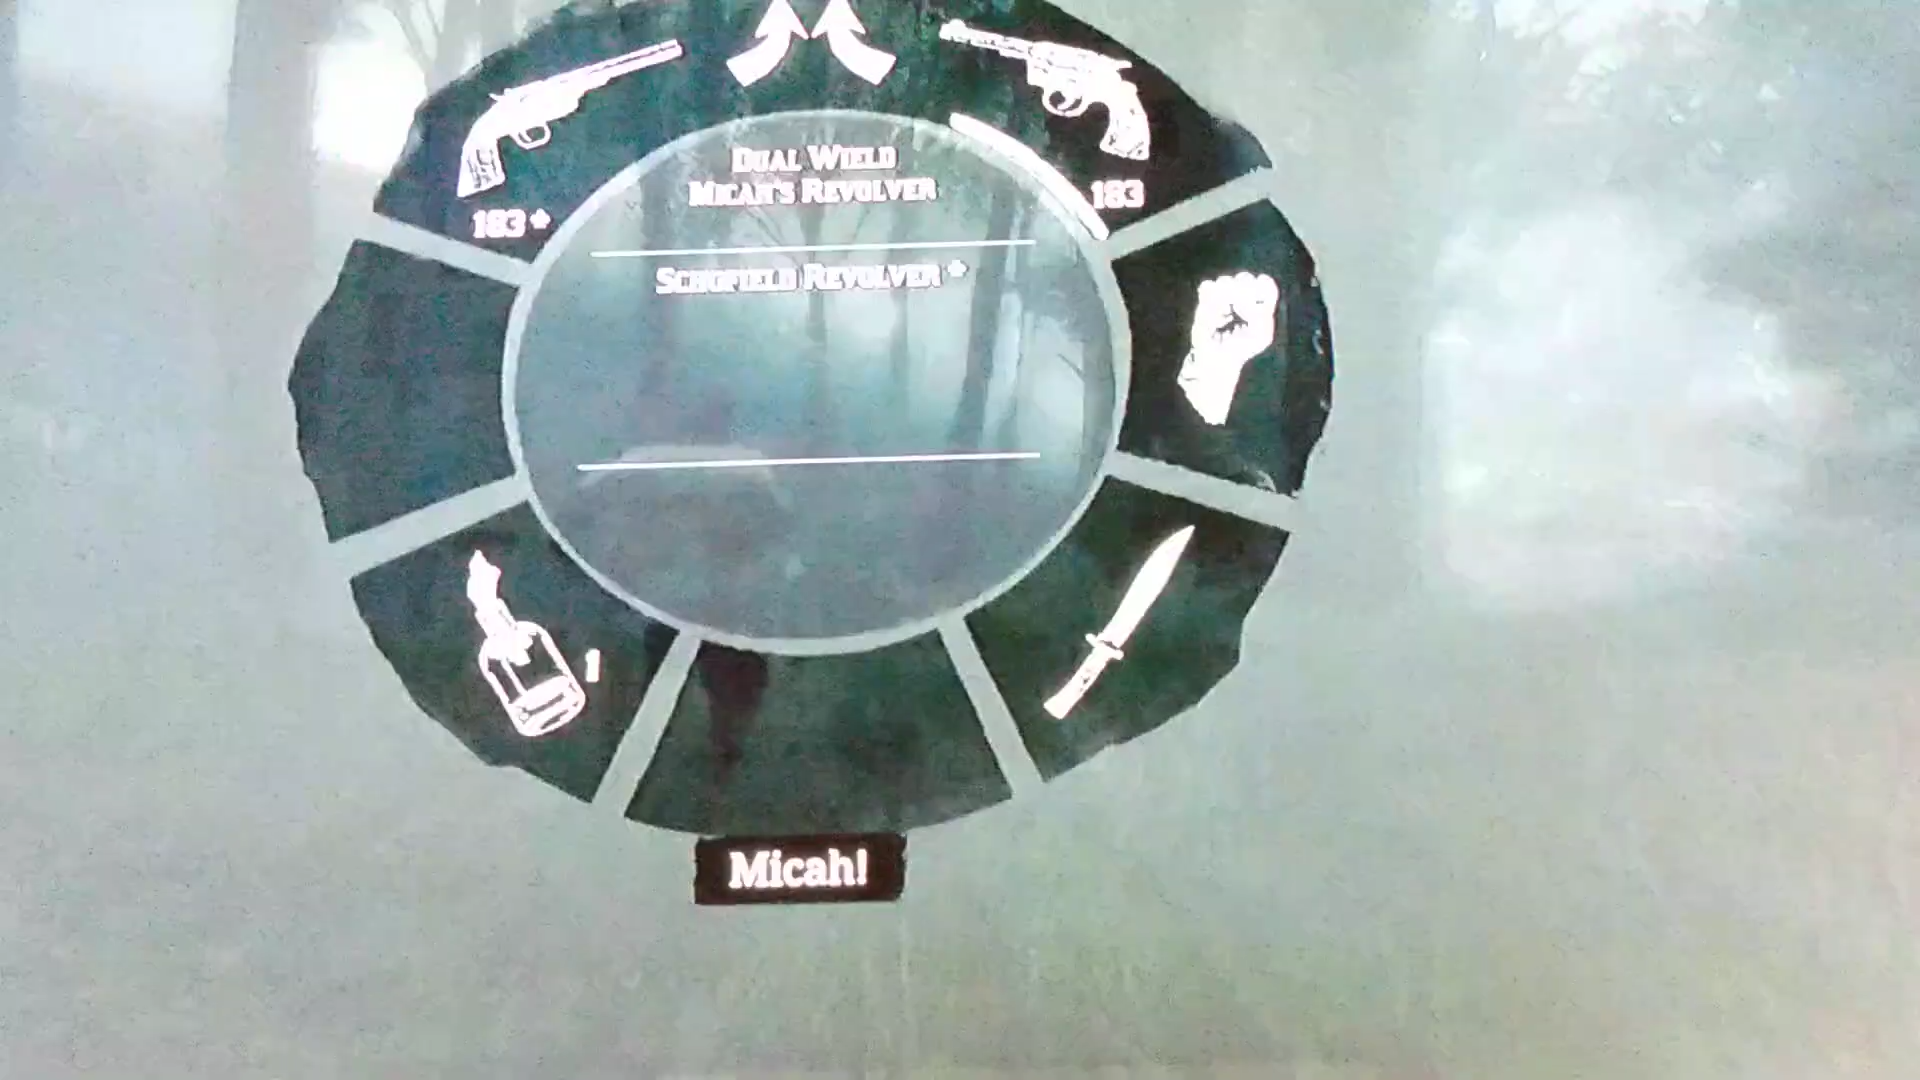 DUAL WIELD
MICAH'S REVOLVER
183 *
183
SCHOFIELD REVOLVER *
1
Micah!